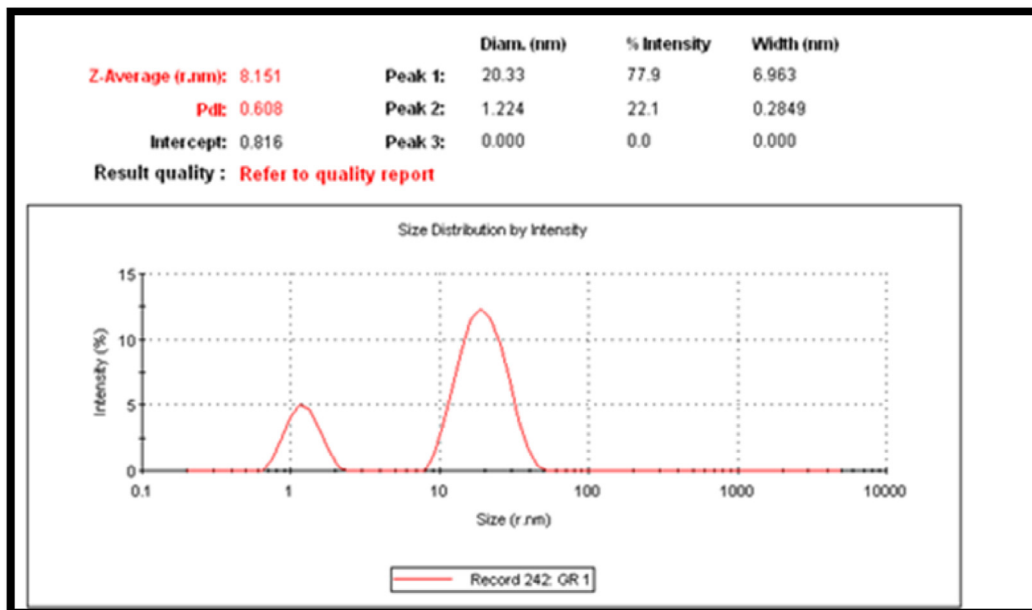 Diam. (nm) % Intensity Width (nm)
Z-Average (r.nm): 8.151 Peak 1: 20.33 77.9 6.963
PdI: 0.608 Peak 2: 1.224 22.1 0.2849
Intercept: 0.816 Peak 3: 0.000 0.0 0.000
Result quality : Refer to quality report
Size Distribution by Intensity
15
10
5
0
Intensity (%)
0.1 1 10 100 1000 10000
Size (r.nm)
Record 242: GR 1